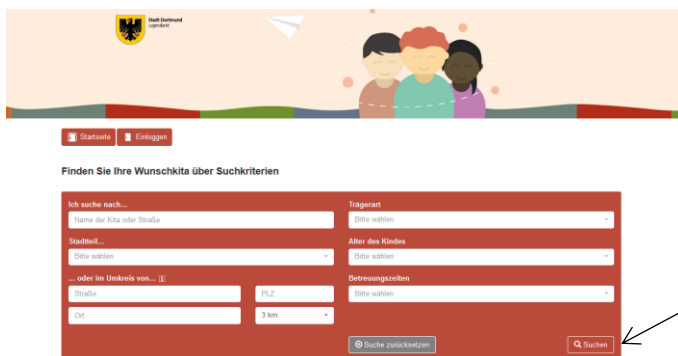 Stadt Dortmund
Jugendamt
Startseite
Einloggen
Finden Sie Ihre Wunschkita über Suchkriterien
Ich suche nach...
Name der Kita oder Straße
Stadtteil...
Bitte wählen
... oder im Umkreis von...
Straße
PLZ
Ort
3 km
Trägerart
Bitte wählen
Alter des Kindes
Bitte wählen
Betreuungszeiten
Bitte wählen
Suche zurücksetzen
Suchen